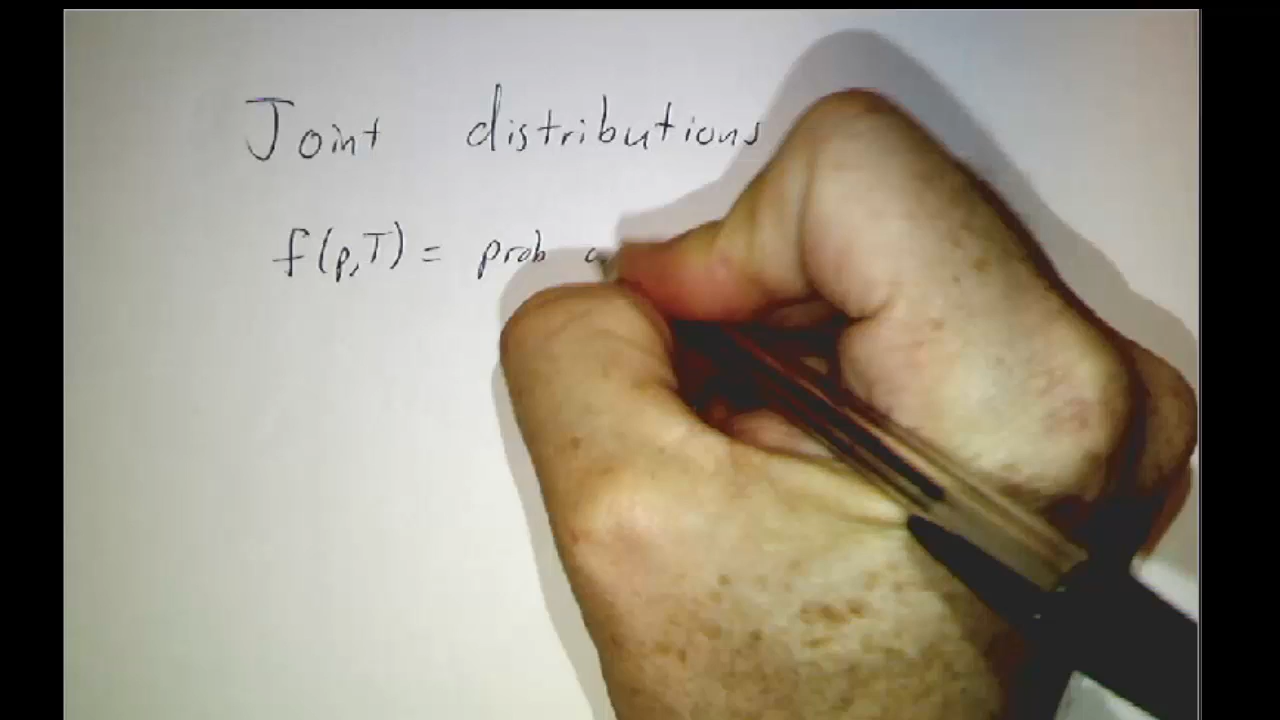 Joint distributions
f(p,T) = prob